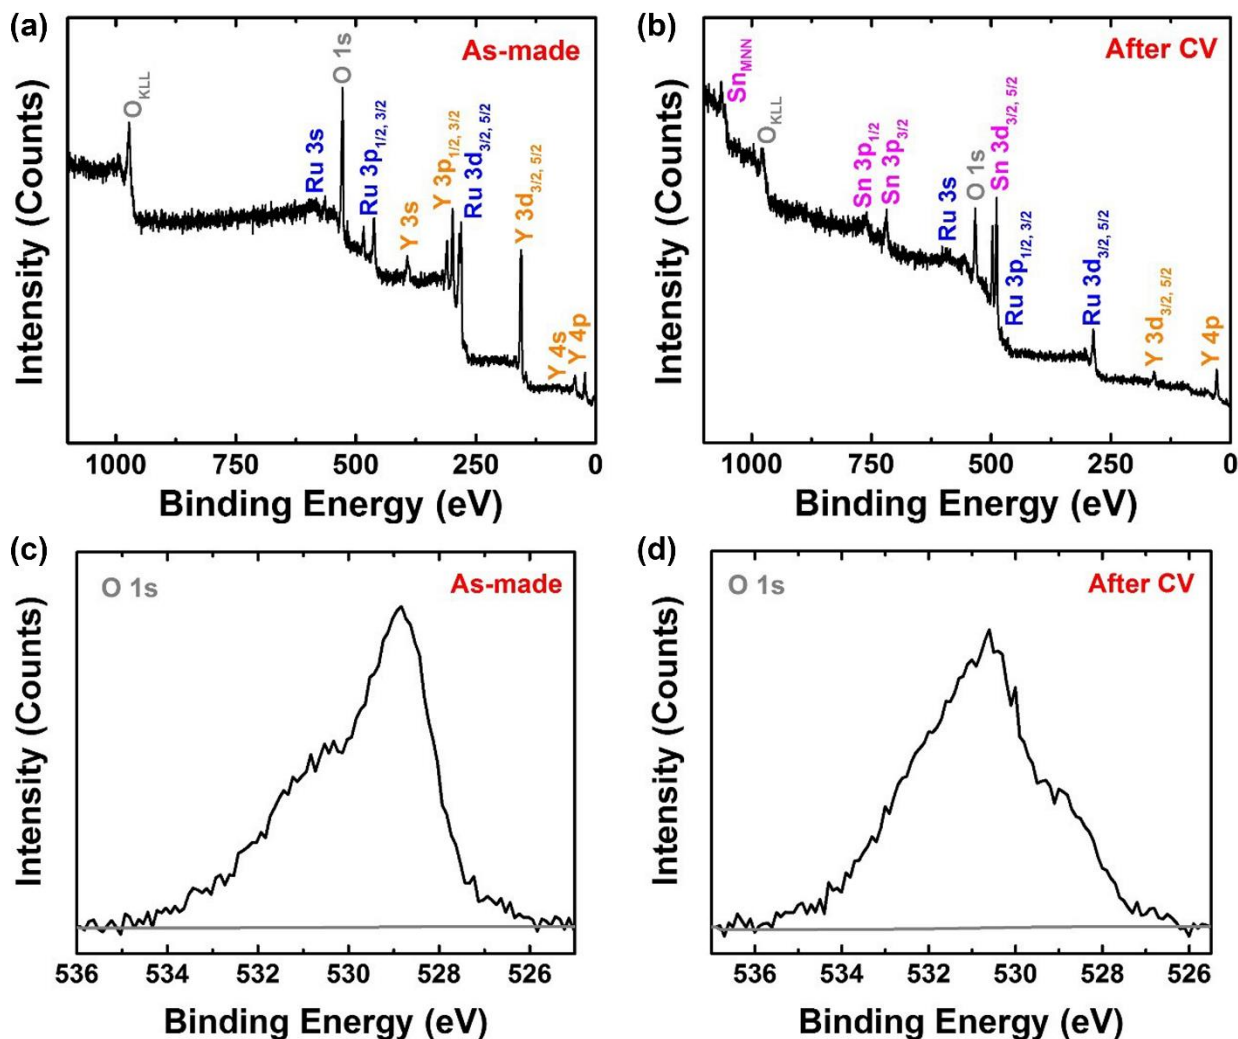 (a)
As-made
O_KLL
Ru 3s
O 1s
Ru 3p_1/2, 3/2
Y 3s
Y 3p_1/2, 3/2
Ru 3d_3/2, 5/2
Y 3d_3/2, 5/2
Y 4s
Y 4p
Intensity (Counts)
1000 750 500 250 0
Binding Energy (eV)
(b)
After CV
Sn_MNN
O_KLL
Sn 3p_1/2
Sn 3p_3/2
Ru 3s
O 1s
Sn 3d_3/2, 5/2
Ru 3p_1/2, 3/2
Ru 3d_3/2, 5/2
Y 3d_3/2, 5/2
Y 4p
Intensity (Counts)
1000 750 500 250 0
Binding Energy (eV)
(c)
O 1s
As-made
Intensity (Counts)
536 534 532 530 528 526
Binding Energy (eV)
(d)
O 1s
After CV
Intensity (Counts)
536 534 532 530 528 526
Binding Energy (eV)